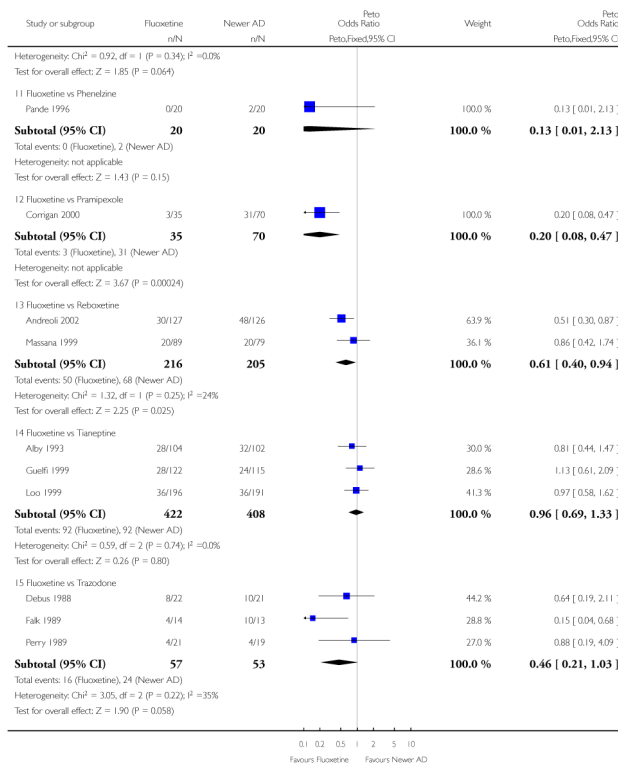 Peto Peto
Study or subgroup Fluoxetine Newer AD Odds Ratio Weight Odds Ratio
n/N n/N Peto,Fixed,95% CI Peto,Fixed,95% CI
Heterogeneity: Chi² = 0.92, df = 1 (P = 0.34); I² =0.0%
Test for overall effect: Z = 1.85 (P = 0.064)
11 Fluoxetine vs Phenelzine
Pande 1996 0/20 2/20 100.0 % 0.13 [ 0.01, 2.13 ]
Subtotal (95% CI) 20 20 100.0 % 0.13 [ 0.01, 2.13 ]
Total events: 0 (Fluoxetine), 2 (Newer AD)
Heterogeneity: not applicable
Test for overall effect: Z = 1.43 (P = 0.15)
12 Fluoxetine vs Pramipexole
Corrigan 2000 3/35 31/70 100.0 % 0.20 [ 0.08, 0.47 ]
Subtotal (95% CI) 35 70 100.0 % 0.20 [ 0.08, 0.47 ]
Total events: 3 (Fluoxetine), 31 (Newer AD)
Heterogeneity: not applicable
Test for overall effect: Z = 3.67 (P = 0.00024)
13 Fluoxetine vs Reboxetine
Andreoli 2002 30/127 48/126 63.9 % 0.51 [ 0.30, 0.87 ]
Massana 1999 20/89 20/79 36.1 % 0.86 [ 0.42, 1.74 ]
Subtotal (95% CI) 216 205 100.0 % 0.61 [ 0.40, 0.94 ]
Total events: 50 (Fluoxetine), 68 (Newer AD)
Heterogeneity: Chi² = 1.32, df = 1 (P = 0.25); I² =24%
Test for overall effect: Z = 2.25 (P = 0.025)
14 Fluoxetine vs Tianeptine
Alby 1993 28/104 32/102 30.0 % 0.81 [ 0.44, 1.47 ]
Guelfi 1999 28/122 24/115 28.6 % 1.13 [ 0.61, 2.09 ]
Loo 1999 36/196 36/191 41.3 % 0.97 [ 0.58, 1.62 ]
Subtotal (95% CI) 422 408 100.0 % 0.96 [ 0.69, 1.33 ]
Total events: 92 (Fluoxetine), 92 (Newer AD)
Heterogeneity: Chi² = 0.59, df = 2 (P = 0.74); I² =0.0%
Test for overall effect: Z = 0.26 (P = 0.80)
15 Fluoxetine vs Trazodone
Debus 1988 8/22 10/21 44.2 % 0.64 [ 0.19, 2.11 ]
Falk 1989 4/14 10/13 28.8 % 0.15 [ 0.04, 0.68 ]
Perry 1989 4/21 4/19 27.0 % 0.88 [ 0.19, 4.09 ]
Subtotal (95% CI) 57 53 100.0 % 0.46 [ 0.21, 1.03 ]
Total events: 16 (Fluoxetine), 24 (Newer AD)
Heterogeneity: Chi² = 3.05, df = 2 (P = 0.22); I² =35%
Test for overall effect: Z = 1.90 (P = 0.058)
0.1 0.2 0.5 1 2 5 10
Favours Fluoxetine Favours Newer AD